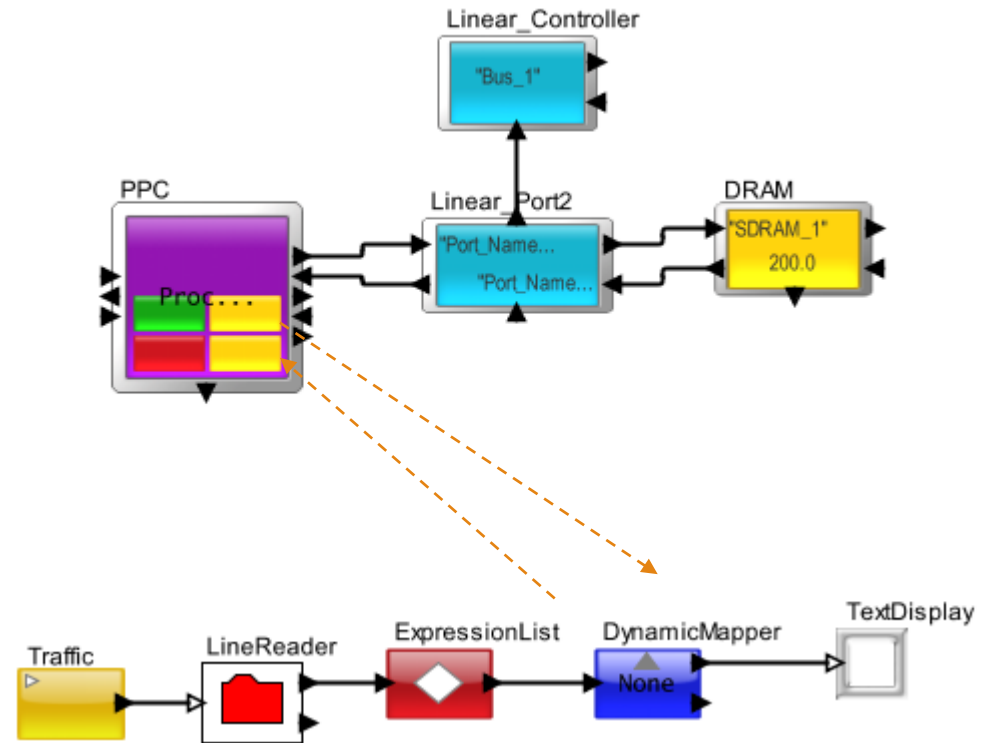 Linear_Controller
"Bus_1"
PPC
Linear_Port2
DRAM
"Port_Name...
"SDRAM_1"
"Port_Name...
200.0
Proc...
Traffic
LineReader
ExpressionList
DynamicMapper
TextDisplay
None